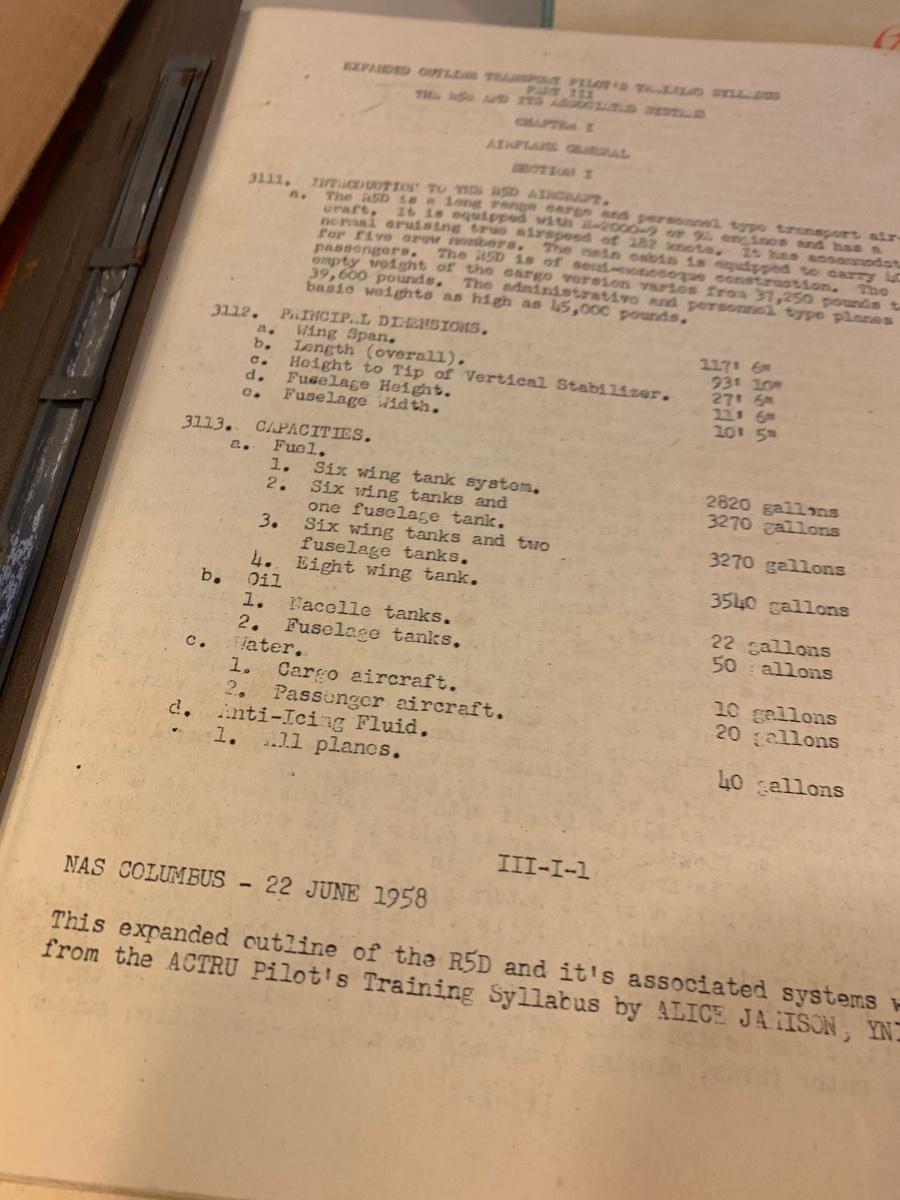 EXPANDED OUTLINE TRANSPORT PILOT'S TRAINING SYLLABUS
PART III
THE R5D AND ITS ASSOCIATED SYSTEMS
CHAPTER I
AIRPLANE GENERAL
SECTION I
3111. INTRODUCTION TO THE R5D AIRCRAFT.
a. The R5D is a long range cargo and personnel type transport air-
craft. It is equipped with R-2000-9 or 94 engines and has a
normal cruising true airspeed of 182 knots. It has accommodat
for five crew members. The main cabin is equipped to carry
passengers. The R5D is of semi-monocoque construction. The
empty weight of the cargo version varies from 37,250 pounds t
39,600 pounds. The administrative and personnel type planes
basic weights as high as 45,000 pounds.
3112. PRINCIPAL DIMENSIONS.
a. Wing Span. 117' 6"
b. Length (overall). 93' 10"
c. Height to Tip of Vertical Stabilizer. 27' 6"
d. Fuselage Height. 11' 6"
e. Fuselage Width. 10' 5"
3113. CAPACITIES.
a. Fuel.
1. Six wing tank system. 2820 gallons
2. Six wing tanks and
one fuselage tank. 3270 gallons
3. Six wing tanks and two
fuselage tanks. 3270 gallons
4. Eight wing tank. 3540 gallons
b. Oil
1. Nacelle tanks. 22 gallons
2. Fuselage tanks. 50 gallons
c. Water.
1. Cargo aircraft. 10 gallons
2. Passenger aircraft. 20 gallons
d. Anti-Icing Fluid.
1. All planes. 40 gallons
III-I-1
NAS COLUMBUS - 22 JUNE 1958
This expanded outline of the R5D and it's associated systems w
from the ACTRU Pilot's Training Syllabus by ALICE JAMISON, YN